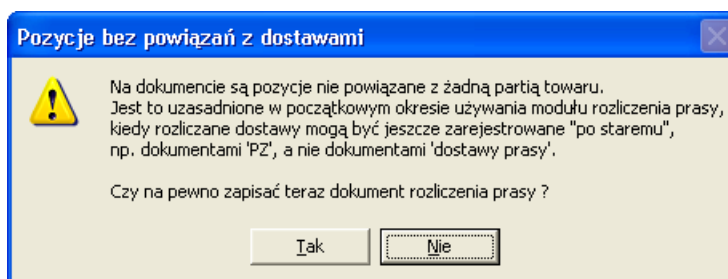 Pozycje bez powiązań z dostawami
Na dokumencie są pozycje nie powiązane z żadną partią towaru.
Jest to uzasadnione w początkowym okresie używania modułu rozliczenia prasy,
kiedy rozliczane dostawy mogą być jeszcze zarejestrowane "po staremu",
np. dokumentami 'PZ', a nie dokumentami 'dostawy prasy'.
Czy na pewno zapisać teraz dokument rozliczenia prasy ?
Tak
Nie